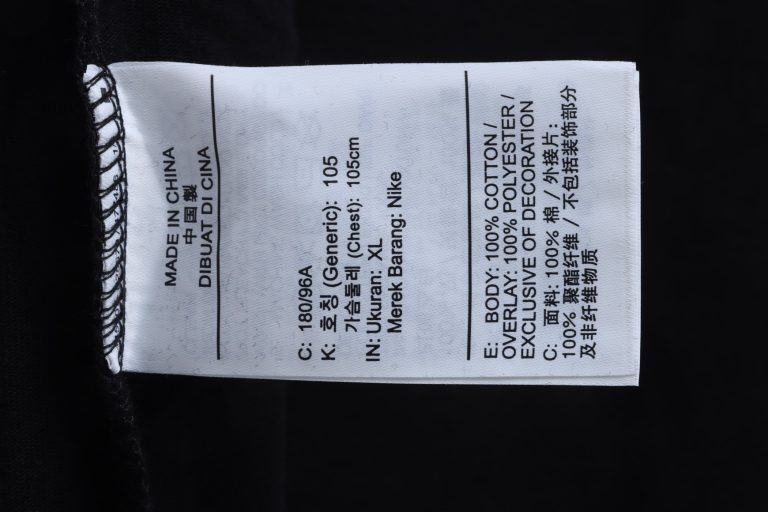 MADE IN CHINA
中国製
DIBUAT DI CINA
C: 180/96A
K: 호칭 (Generic): 105
가슴둘레 (Chest): 105cm
IN: Ukuran: XL
Merek Barang: Nike
E: BODY: 100% COTTON /
OVERLAY: 100% POLYESTER /
EXCLUSIVE OF DECORATION
C: 面料: 100% 棉 / 外接片:
100% 聚酯纤维 / 不包括装饰部分
及非纤维物质